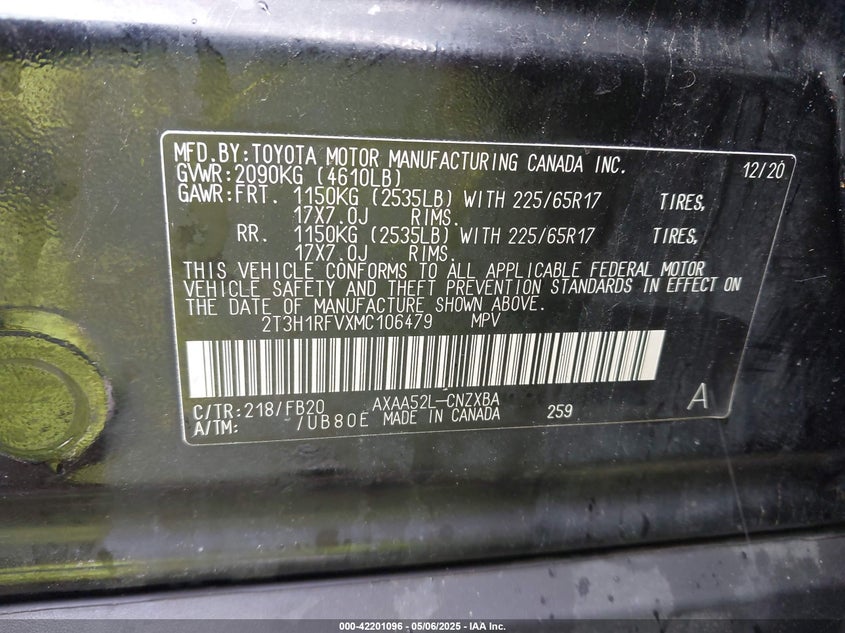 MFD.BY:TOYOTA MOTOR MANUFACTURING CANADA INC. 12/20
GVWR:2090KG (4610LB)
GAWR:FRT. 1150KG (2535LB) WITH 225/65R17 TIRES,
17X7.0J RIMS.
RR. 1150KG (2535LB) WITH 225/65R17 TIRES,
17X7.0J RIMS.
THIS VEHICLE CONFORMS TO ALL APPLICABLE FEDERAL MOTOR
VEHICLE SAFETY AND THEFT PREVENTION STANDARDS IN EFFECT ON
THE DATE OF MANUFACTURE SHOWN ABOVE.
2T3H1RFVXMC106479 MPV
C/TR:218/FB20 AXAA52L-CNZXBA
A/TM: /UB80E MADE IN CANADA 259 A
000-42201096 - 05/06/2025 - IAA Inc.